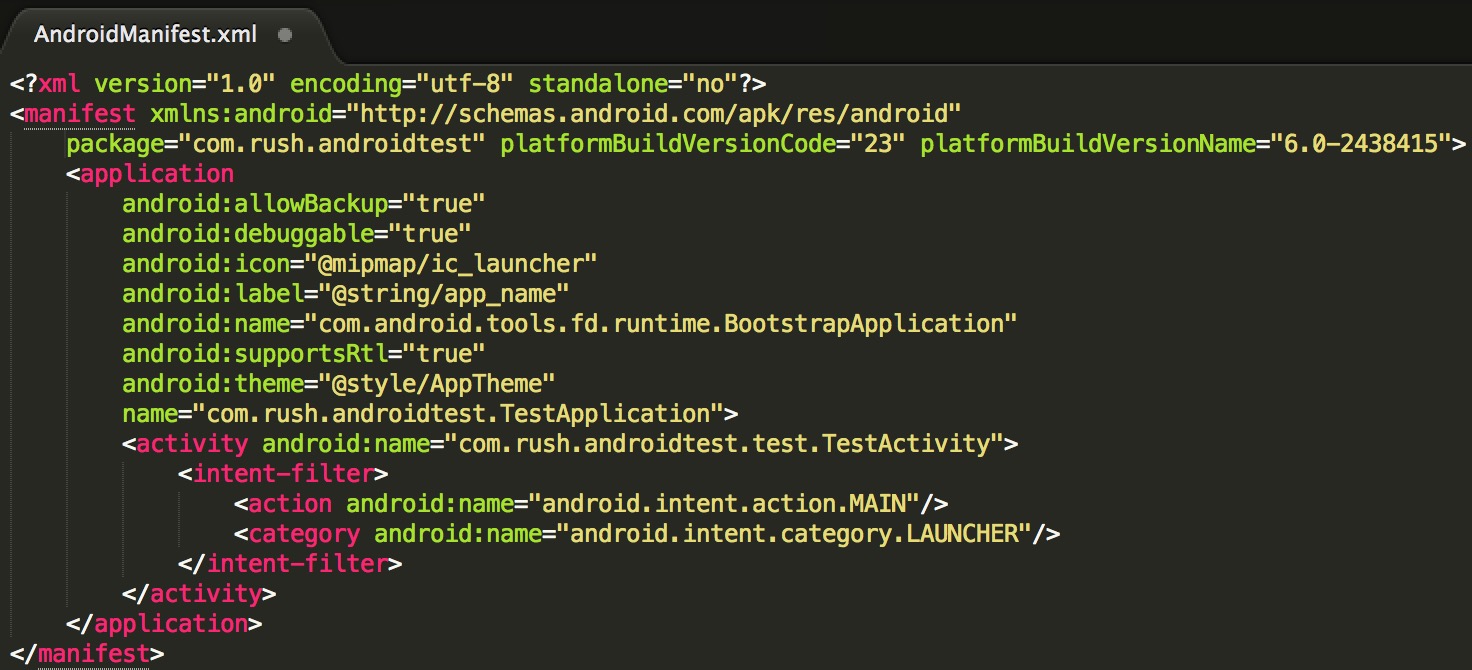 AndroidManifest.xml
<?xml version="1.0" encoding="utf-8" standalone="no"?>
<manifest xmlns:android="http://schemas.android.com/apk/res/android"
    package="com.rush.androidtest" platformBuildVersionCode="23" platformBuildVersionName="6.0-2438415">
    <application
        android:allowBackup="true"
        android:debuggable="true"
        android:icon="@mipmap/ic_launcher"
        android:label="@string/app_name"
        android:name="com.android.tools.fd.runtime.BootstrapApplication"
        android:supportsRtl="true"
        android:theme="@style/AppTheme"
        name="com.rush.androidtest.TestApplication">
        <activity android:name="com.rush.androidtest.test.TestActivity">
            <intent-filter>
                <action android:name="android.intent.action.MAIN"/>
                <category android:name="android.intent.category.LAUNCHER"/>
            </intent-filter>
        </activity>
    </application>
</manifest>